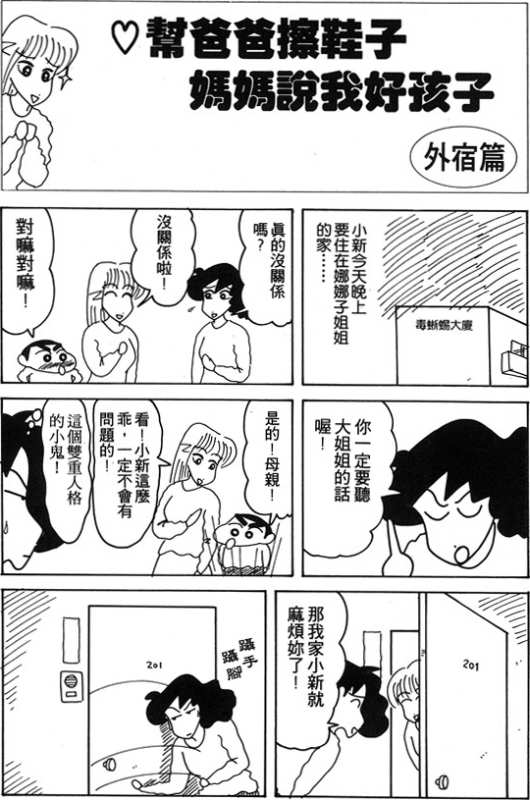 ♡幫爸爸擦鞋子
媽媽說我好孩子
外宿篇
小新今天晚上
要住在娜娜子姐姐
的家……
毒蜥蜴大廈
真的沒關係
嗎？
沒關係啦！
對嘛對嘛！
你一定要聽
大姐姐的話
喔！
是的！母親！
看！小新這麼
乖，一定不會有
問題的！
這個雙重人格
的小鬼！
那我家小新就
麻煩妳了！
201
躡手
躡腳
201